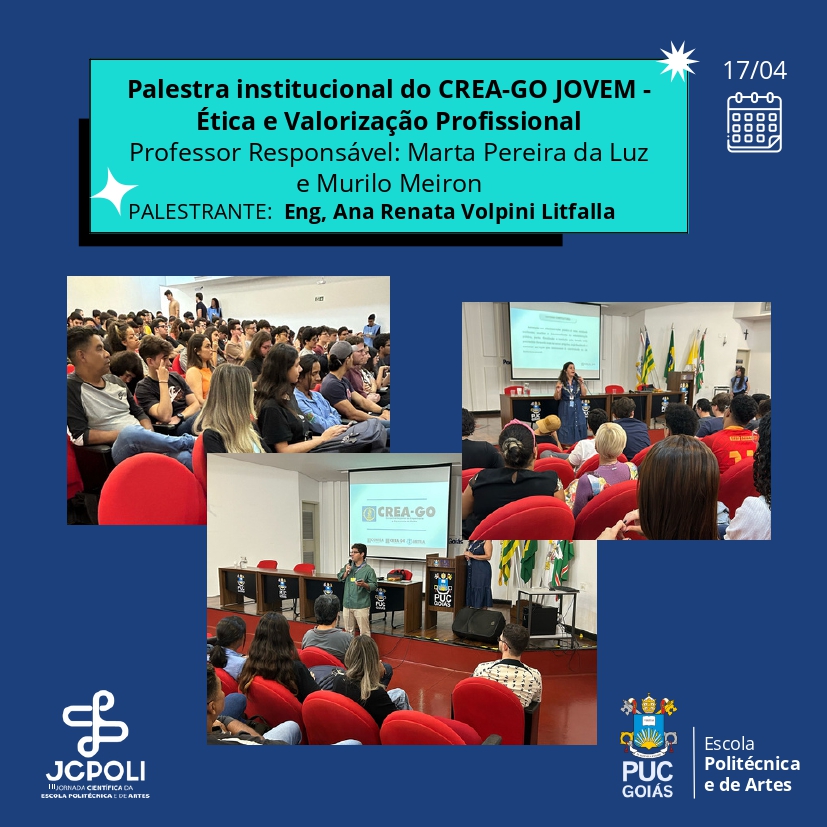 17/04
Palestra institucional do CREA-GO JOVEM -
Ética e Valorização Profissional
Professor Responsável: Marta Pereira da Luz
e Murilo Meiron
PALESTRANTE: Eng, Ana Renata Volpini Litfalla
CREA-GO
PUC
GOIÁS
JCPOLI
III JORNADA CIENTÍFICA DA
ESCOLA POLITÉCNICA E DE ARTES
PUC
GOIÁS
Escola
Politécnica
e de Artes